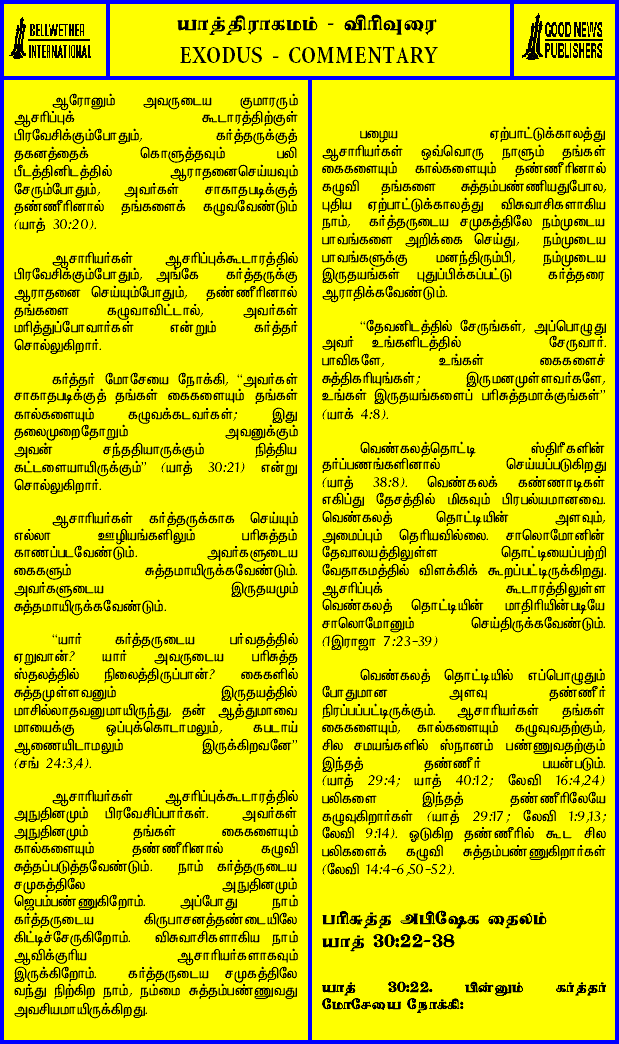 BELLWETHER
INTERNATIONAL
யாத்திராகமம் - விரிவுரை
EXODUS - COMMENTARY
GOOD NEWS
PUBLISHERS
ஆரோனும் அவருடைய குமாரரும்
ஆசரிப்புக் கூடாரத்திற்குள்
பிரவேசிக்கும்போதும், கர்த்தருக்குத்
தகனத்தைக் கொளுத்தவும் பலி
பீடத்தினிடத்தில் ஆராதனைசெய்யவும்
சேரும்போதும், அவர்கள் சாகாதபடிக்குத்
தண்ணீரினால் தங்களைக் கழுவவேண்டும்
(யாத் 30:20).
ஆசாரியர்கள் ஆசரிப்புக்கூடாரத்தில்
பிரவேசிக்கும்போதும், அங்கே கர்த்தருக்கு
ஆராதனை செய்யும்போதும், தண்ணீரினால்
தங்களை கழுவாவிட்டால், அவர்கள்
மரித்துப்போவார்கள் என்றும் கர்த்தர்
சொல்லுகிறார்.
கர்த்தர் மோசேயை நோக்கி, “அவர்கள்
சாகாதபடிக்குத் தங்கள் கைகளையும் தங்கள்
கால்களையும் கழுவக்கடவர்கள்; இது
தலைமுறைதோறும் அவனுக்கும்
அவன் சந்ததியாருக்கும் நித்திய
கட்டளையாயிருக்கும்” (யாத் 30:21) என்று
சொல்லுகிறார்.
ஆசாரியர்கள் கர்த்தருக்காக செய்யும்
எல்லா ஊழியங்களிலும் பரிசுத்தம்
காணப்படவேண்டும். அவர்களுடைய
கைகளும் சுத்தமாயிருக்கவேண்டும்.
அவர்களுடைய இருதயமும்
சுத்தமாயிருக்கவேண்டும்.
“யார் கர்த்தருடைய பர்வதத்தில்
ஏறுவான்? யார் அவருடைய பரிசுத்த
ஸ்தலத்தில் நிலைத்திருப்பான்? கைகளில்
சுத்தமுள்ளவனும் இருதயத்தில்
மாசில்லாதவனுமாயிருந்து, தன் ஆத்துமாவை
மாயைக்கு ஒப்புக்கொடாமலும், கபடாய்
ஆணையிடாமலும் இருக்கிறவனே”
(சங் 24:3,4).
ஆசாரியர்கள் ஆசரிப்புக்கூடாரத்தில்
அநுதினமும் பிரவேசிப்பார்கள். அவர்கள்
அநுதினமும் தங்கள் கைகளையும்
கால்களையும் தண்ணீரினால் கழுவி
சுத்தப்படுத்தவேண்டும். நாம் கர்த்தருடைய
சமுகத்திலே அநுதினமும்
ஜெபம்பண்ணுகிறோம். அப்போது நாம்
கர்த்தருடைய கிருபாசனத்தண்டையிலே
கிட்டிச்சேருகிறோம். விசுவாசிகளாகிய நாம்
ஆவிக்குரிய ஆசாரியர்களாகவும்
இருக்கிறோம். கர்த்தருடைய சமுகத்திலே
வந்து நிற்கிற நாம், நம்மை சுத்தம்பண்ணுவது
அவசியமாயிருக்கிறது.
பழைய ஏற்பாட்டுக்காலத்து
ஆசாரியர்கள் ஒவ்வொரு நாளும் தங்கள்
கைகளையும் கால்களையும் தண்ணீரினால்
கழுவி தங்களை சுத்தம்பண்ணியதுபோல,
புதிய ஏற்பாட்டுகாலத்து விசுவாசிகளாகிய
நாம், கர்த்தருடைய சமுகத்திலே நம்முடைய
பாவங்களை அறிக்கை செய்து, நம்முடைய
பாவங்களுக்கு மனந்திரும்பி, நம்முடைய
இருதயங்கள் புதுப்பிக்கப்பட்டு கர்த்தரை
ஆராதிக்கவேண்டும்.
“தேவனிடத்தில் சேருங்கள், அப்பொழுது
அவர் உங்களிடத்தில் சேருவார்.
பாவிகளே, உங்கள் கைகளைச்
சுத்திகரியுங்கள்; இருமனமுள்ளவர்களே,
உங்கள் இருதயங்களைப் பரிசுத்தமாக்குங்கள்”
(யாக் 4:8).
வெண்கலத்தொட்டி ஸ்திரீகளின்
தர்ப்பணங்களினால் செய்யப்படுகிறது
(யாத் 38:8). வெண்கலக் கண்ணாடிகள்
எகிப்து தேசத்தில் மிகவும் பிரபல்யமானவை.
வெண்கலத் தொட்டியின் அளவும்,
அமைப்பும் தெரியவில்லை. சாலொமோனின்
தேவாலயத்திலுள்ள தொட்டியைப்பற்றி
வேதாகமத்தில் விளக்கிக் கூறப்பட்டிருக்கிறது.
ஆசரிப்புக் கூடாரத்திலுள்ள
வெண்கலத் தொட்டியின் மாதிரியின்படியே
சாலொமோனும் செய்திருக்கவேண்டும்.
(1இராஜா 7:23-39)
வெண்கலத் தொட்டியில் எப்பொழுதும்
போதுமான அளவு தண்ணீர்
நிரப்பப்பட்டிருக்கும். ஆசாரியர்கள் தங்கள்
கைகளையும், கால்களையும் கழுவுவதற்கும்,
சில சமயங்களில் ஸ்நானம் பண்ணுவதற்கும்
இந்தத் தண்ணீர் பயன்படும்.
(யாத் 29:4; யாத் 40:12; லேவி 16:4,24)
பலிகளை இந்தத் தண்ணீரிலேயே
கழுவுகிறார்கள் (யாத் 29:17; லேவி 1:9,13;
லேவி 9:14). ஓடுகிற தண்ணீரில் கூட சில
பலிகளைக் கழுவி சுத்தம்பண்ணுகிறார்கள்
(லேவி 14:4-6,50-52).
பரிசுத்த அபிஷேக தைலம்
யாத் 30:22-38
யாத் 30:22. பின்னும் கர்த்தர்
மோசேயை நோக்கி: